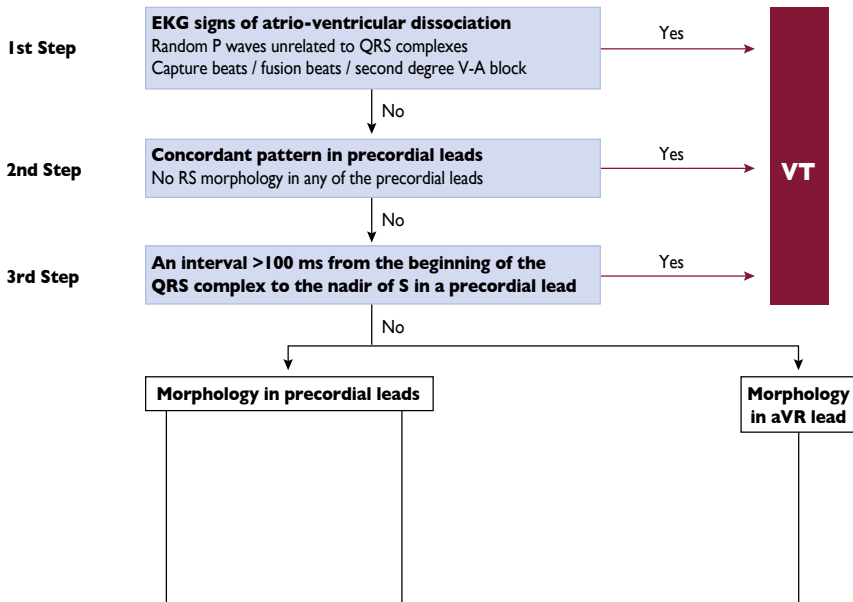 EKG signs of atrio-ventricular dissociation
1st Step
Random P waves unrelated to QRS complexes
Yes
Capture beats / fusion beats / second degree V-A block
No
2nd Step
Concordant pattern in precordial leads
No RS morphology in any of the precordial leads
Yes
VT
No
3rd Step
An interval >100 ms from the beginning of the
QRS complex to the nadir of S in a precordial lead
Yes
No
Morphology in precordial leads
Morphology
in aVR lead